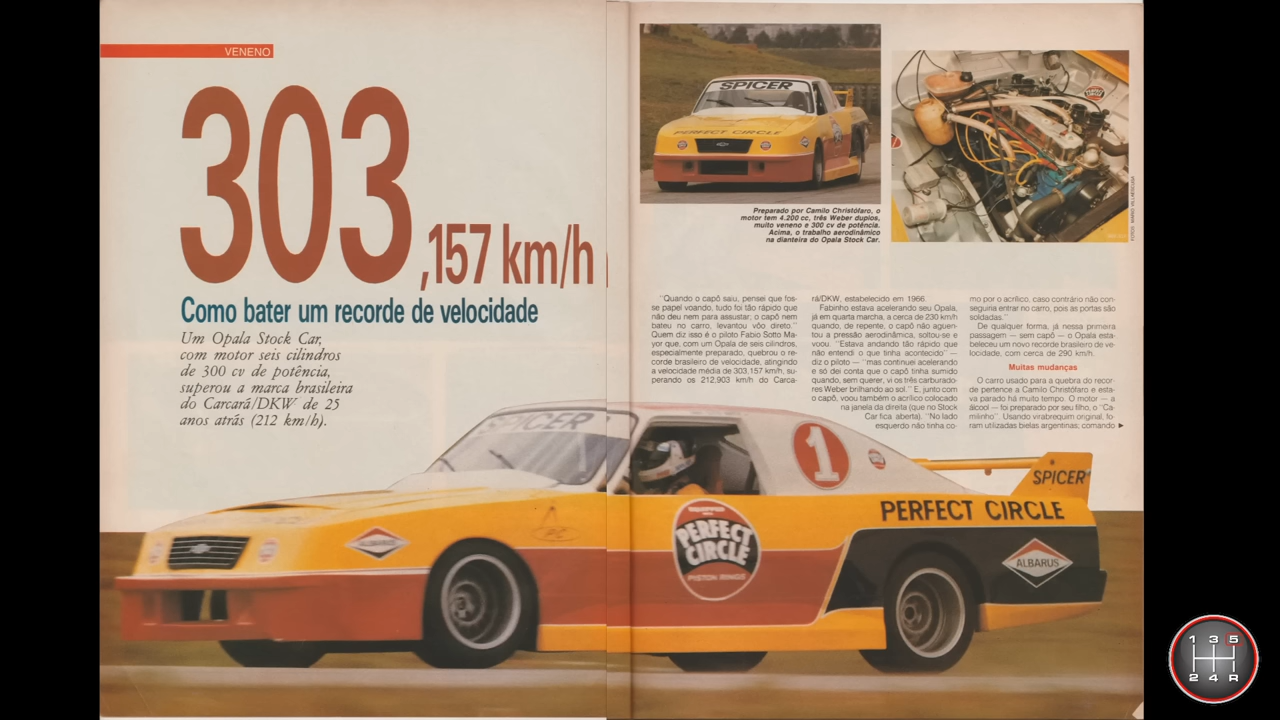 VENENO
303,157 km/h
Como bater um recorde de velocidade
Um Opala Stock Car,
com motor seis cilindros
de 300 cv de potência,
superou a marca brasileira
do Carcará/DKW de 25
anos atrás (212 km/h).
SPICER
PERFECT CIRCLE
PERFECT
CIRCLE
Preparado por Camilo Christófaro, o
motor tem 4.200 cc, três Weber duplos,
muito veneno e 300 cv de potência.
Acima, o trabalho aerodinâmico
na dianteira do Opala Stock Car.
"Quando o capô saiu, pensei que fos-
se papel voando, tudo foi tão rápido que
não deu nem para assustar; o capô nem
bateu no carro, levantou vôo direto."
Quem diz isso é o piloto Fabio Sotto Ma-
yor que, com um Opala de seis cilindros,
especialmente preparado, quebrou o re-
corde brasileiro de velocidade, atingindo
a velocidade média de 303,157 km/h, su-
perando os 212,903 km/h do Carca-
rá/DKW, estabelecido em 1966.
Fabinho estava acelerando seu Opala,
já em quarta marcha, a cerca de 230 km/h
quando, de repente, o capô não agüen-
tou a pressão aerodinâmica, soltou-se e
voou. "Estava andando tão rápido que
não entendi o que tinha acontecido" —
diz o piloto — "mas continuei acelerando
e só dei conta que o capô tinha sumido
quando, sem querer, vi os três carburado-
res Weber brilhando ao sol." E, junto com
o capô, voou também o acrílico colocado
na janela da direita (que no Stock
Car fica aberta). "No lado
esquerdo não tinha co-
mo por o acrílico, caso contrário não con-
seguiria entrar no carro, pois as portas são
soldadas."
De qualquer forma, já nessa primeira
passagem — sem capô — o Opala esta-
beleceu um novo recorde brasileiro de ve-
locidade, com cerca de 290 km/h.
Muitas mudanças
O carro usado para a quebra do recor-
de pertence a Camilo Christófaro e esta-
va parado há muito tempo. O motor — a
álcool — foi preparado por seu filho, o "Ca-
milinho". Usando virabrequim original, fo-
ram utilizadas bielas argentinas; comando
SPICER
1
SPICER
PERFECT CIRCLE
PERFECT
CIRCLE
PISTON RINGS
ALBARUS
ALBARUS
1 3 5
2 4 R